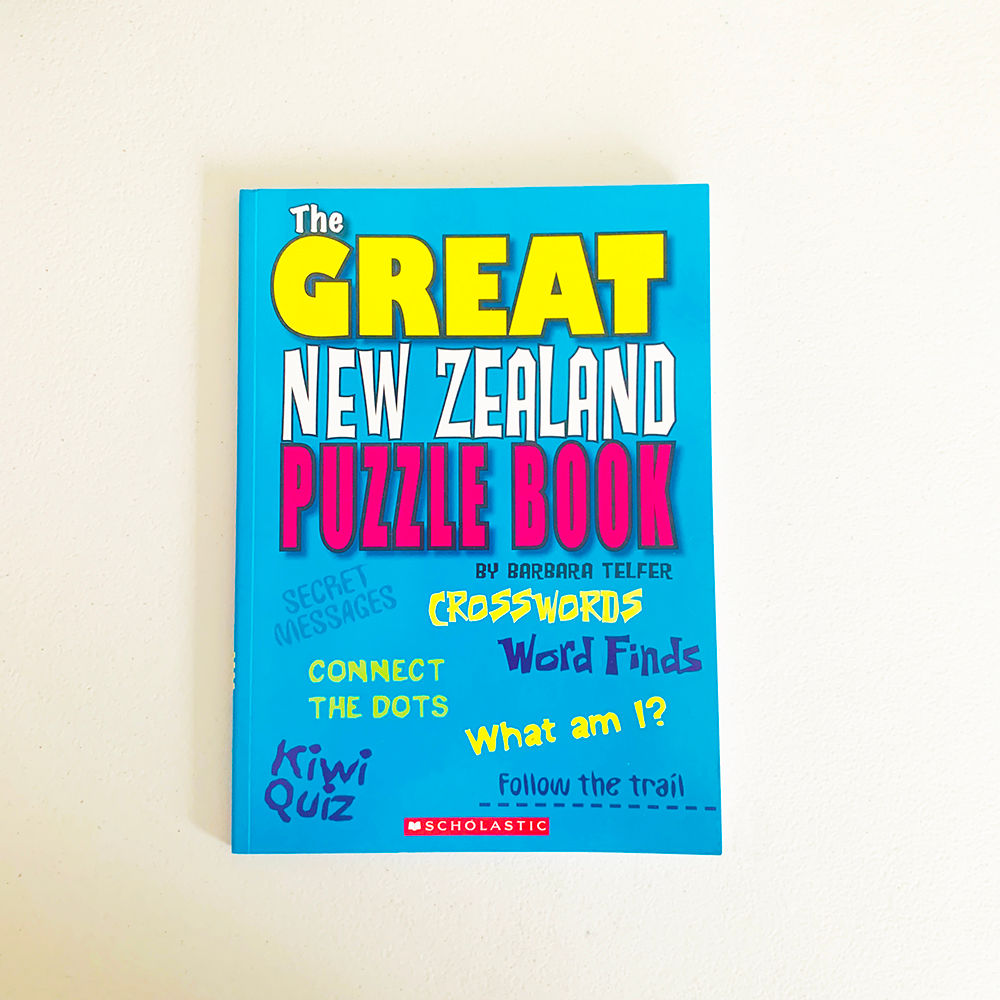 The
GREAT
NEW ZEALAND
PUZZLE BOOK
BY BARBARA TELFER
SECRET
MESSAGES
CROSSWORDS
Word Finds
CONNECT
THE DOTS
What am I?
Kiwi
Quiz
Follow the trail
SCHOLASTIC